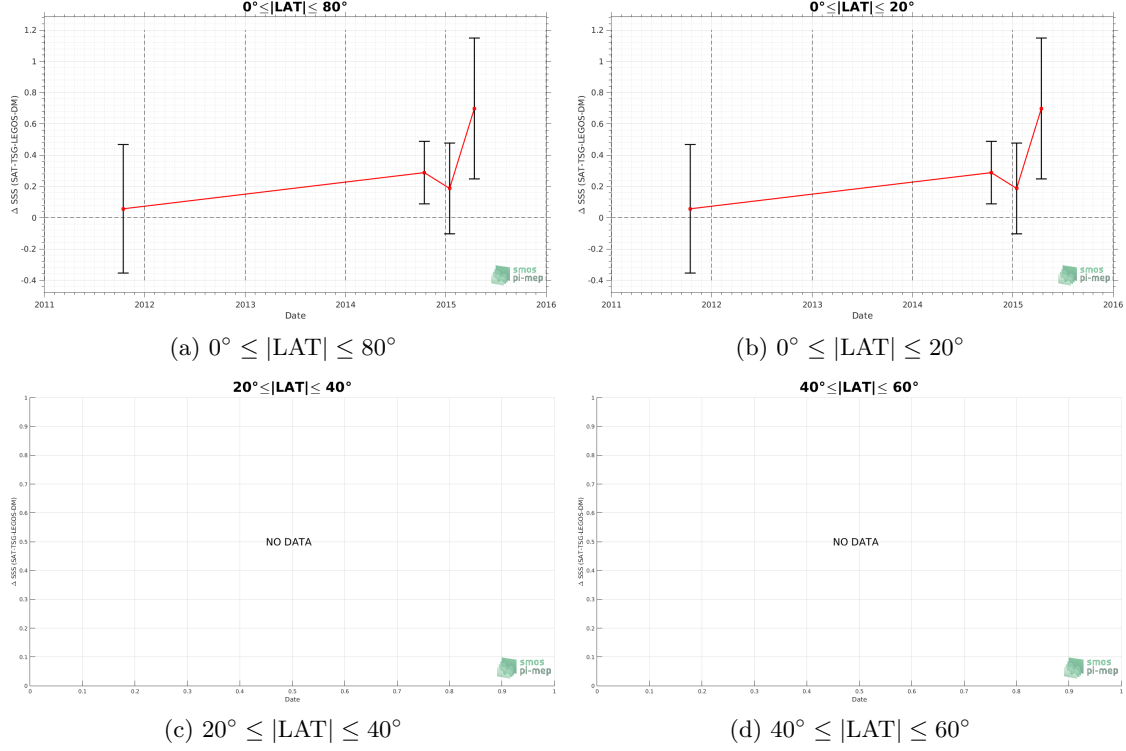 0°≤|LAT|≤ 80°
Δ SSS (SAT-TSG-LEGOS-DM)
1.2
1
0.8
0.6
0.4
0.2
0
-0.2
-0.4
2011 2012 2013 2014 2015 2016
Date
smos
pi-mep
(a) 0° ≤ |LAT| ≤ 80°
0°≤|LAT|≤ 20°
Δ SSS (SAT-TSG-LEGOS-DM)
1.2
1
0.8
0.6
0.4
0.2
0
-0.2
-0.4
2011 2012 2013 2014 2015 2016
Date
smos
pi-mep
(b) 0° ≤ |LAT| ≤ 20°
20°≤|LAT|≤ 40°
Δ SSS (SAT-TSG-LEGOS-DM)
1
0.9
0.8
0.7
0.6
0.5
0.4
0.3
0.2
0.1
0
NO DATA
0 0.1 0.2 0.3 0.4 0.5 0.6 0.7 0.8 0.9 1
Date
smos
pi-mep
(c) 20° ≤ |LAT| ≤ 40°
40°≤|LAT|≤ 60°
Δ SSS (SAT-TSG-LEGOS-DM)
1
0.9
0.8
0.7
0.6
0.5
0.4
0.3
0.2
0.1
0
NO DATA
0 0.1 0.2 0.3 0.4 0.5 0.6 0.7 0.8 0.9 1
Date
smos
pi-mep
(d) 40° ≤ |LAT| ≤ 60°